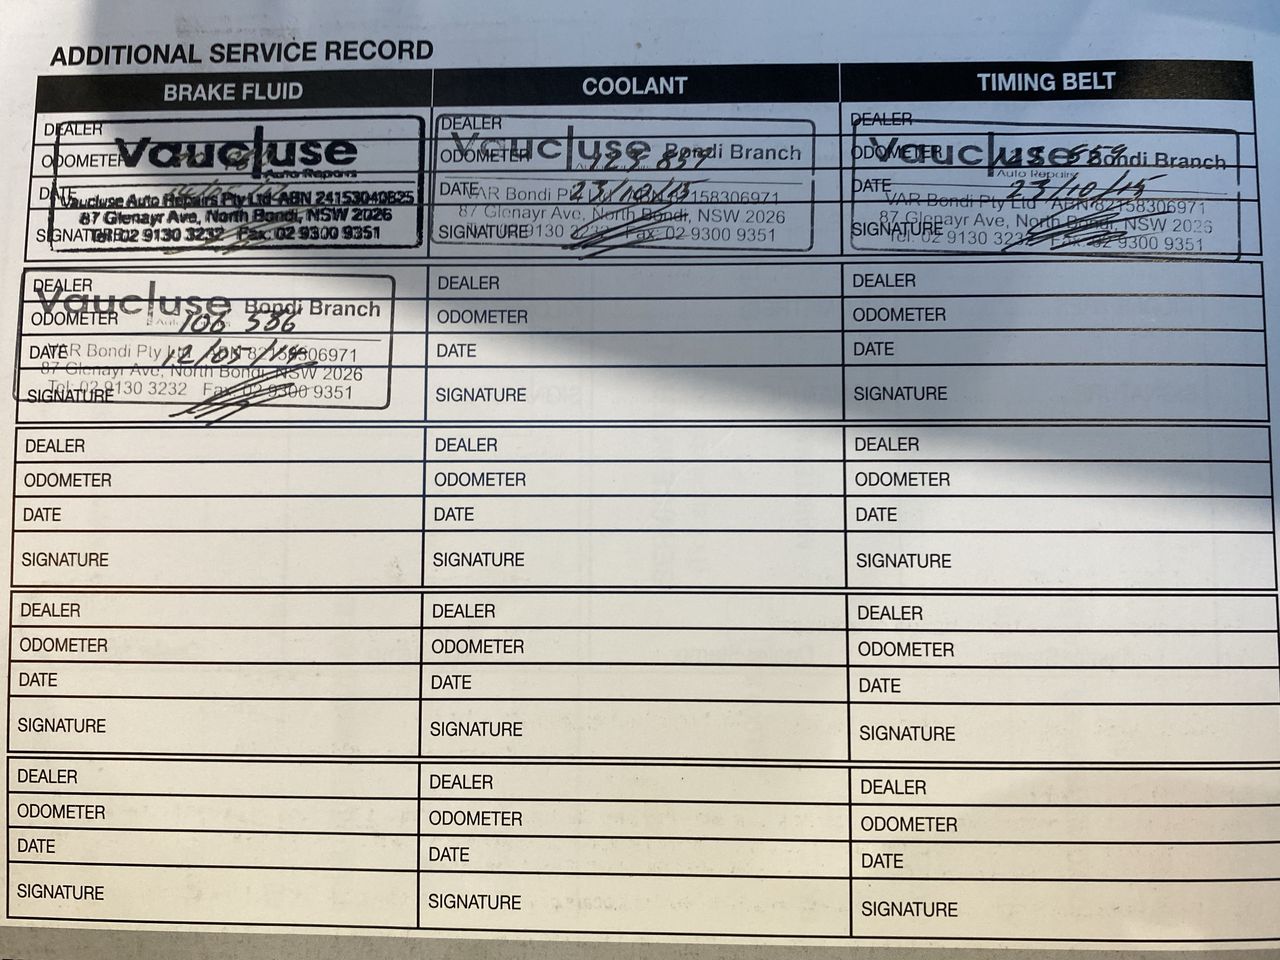 ADDITIONAL SERVICE RECORD
BRAKE FLUID COOLANT TIMING BELT
DEALER
ODOMETER
DATE
SIGNATURE
Vaucluse
Auto Repairs
Vaucluse Auto Repairs Pty Ltd ABN 24153040825
87 Glenayr Ave, North Bondi, NSW 2026
Tel: 02 9130 3232 Fax: 02 9300 9351
DEALER
ODOMETER
DATE
SIGNATURE
Vaucluse Bondi Branch
VAR Bondi Pty Ltd 82158306971
87 Glenayr Ave, North Bondi, NSW 2026
9130 3232 Fax: 02 9300 9351
DEALER
ODOMETER
DATE 23/10/15
SIGNATURE
Vaucluse Bondi Branch
Auto Repairs
VAR Bondi Pty Ltd ABN 82158306971
87 Glenayr Ave, North Bondi, NSW 2026
Tel: 02 9130 3232 Fax: 02 9300 9351
DEALER
ODOMETER 106 586
DATE 12/05/14
SIGNATURE
Vaucluse Bondi Branch
VAR Bondi Pty Ltd ABN 82158306971
87 Glenayr Ave, North Bondi, NSW 2026
Tel: 02 9130 3232 Fax: 02 9300 9351
DEALER
ODOMETER
DATE
SIGNATURE
DEALER
ODOMETER
DATE
SIGNATURE
DEALER DEALER DEALER
ODOMETER ODOMETER ODOMETER
DATE DATE DATE
SIGNATURE SIGNATURE SIGNATURE
DEALER DEALER DEALER
ODOMETER ODOMETER ODOMETER
DATE DATE DATE
SIGNATURE SIGNATURE SIGNATURE
DEALER DEALER DEALER
ODOMETER ODOMETER ODOMETER
DATE DATE DATE
SIGNATURE SIGNATURE SIGNATURE